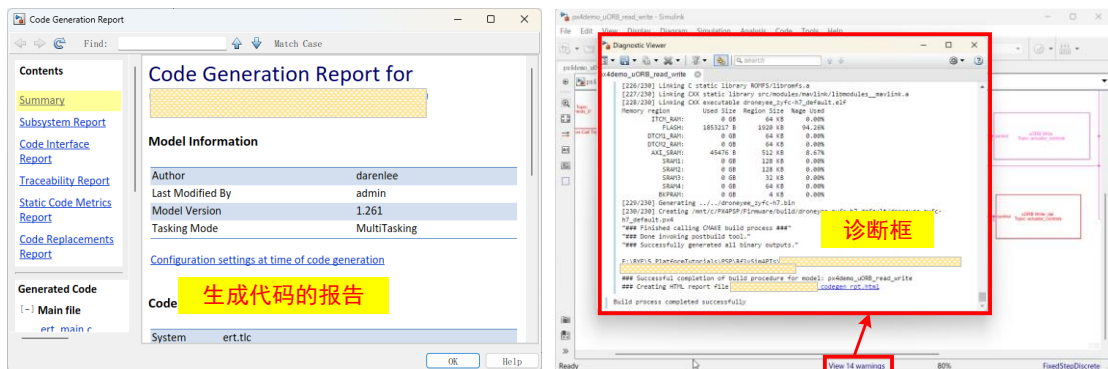 Code Generation Report
Find:
Match Case
Contents
Summary
Subsystem Report
Code Interface
Report
Traceability Report
Static Code Metrics
Report
Code Replacements
Report
Generated Code
[-] Main file
ert_main.c
Code Generation Report for
Model Information
Author darenlee
Last Modified By admin
Model Version 1.261
Tasking Mode MultiTasking
Configuration settings at time of code generation
生成代码的报告
Code
System ert.tlc
OK Help
px4demo_uORB_read_write - Simulink
File Edit View Display Diagram Simulation Analysis Code Tools Help
Diagnostic Viewer
search
px4demo_uORB_read_write
[226/230] Linking C static library ROMFS/libromfs.a
[227/230] Linking CXX static library src/modules/mavlink/libmodules__mavlink.a
[228/230] Linking CXX executable droneyee_zyfc-h7_default.elf
Memory region Used Size Region Size %age Used
ITCM_RAM: 0 GB 64 KB 0.00%
FLASH: 1853217 B 1920 KB 94.26%
DTCM1_RAM: 0 GB 64 KB 0.00%
DTCM2_RAM: 0 GB 64 KB 0.00%
AXI_SRAM: 45476 B 512 KB 8.67%
SRAM1: 0 GB 128 KB 0.00%
SRAM2: 0 GB 128 KB 0.00%
SRAM3: 0 GB 32 KB 0.00%
SRAM4: 0 GB 64 KB 0.00%
BKPRAM: 0 GB 4 KB 0.00%
[229/230] Generating ../../droneyee_zyfc-h7.bin
[230/230] Creating /mnt/c/PX4PSP/Firmware/build/droneyee_zyfc-h7_default/droneyee_zyfc-
h7_default.px4
"### Finished calling CMAKE build process ###"
"### Done invoking postbuild tool."
"### Successfully generated all binary outputs."
诊断框
### Successful completion of build procedure for model: px4demo_uORB_read_write
### Creating HTML report file codegen_rpt.html
Build process completed successfully
Ready
View 14 warnings
80%
FixedStepDiscrete